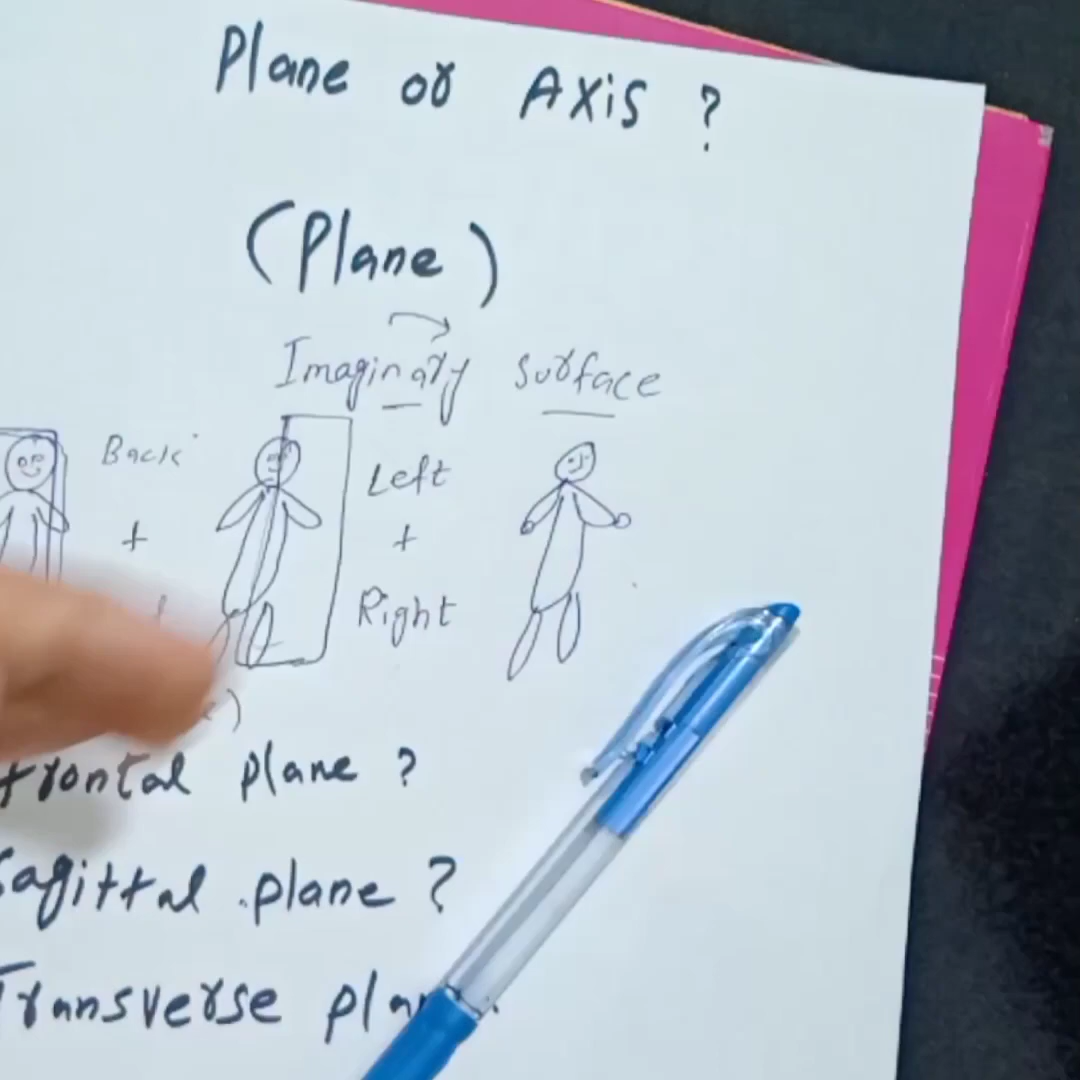 Plane or Axis ?
(Plane)
Imaginary surface
Back
+
Left
+
Right
frontal plane ?
Sagittal plane ?
Transverse